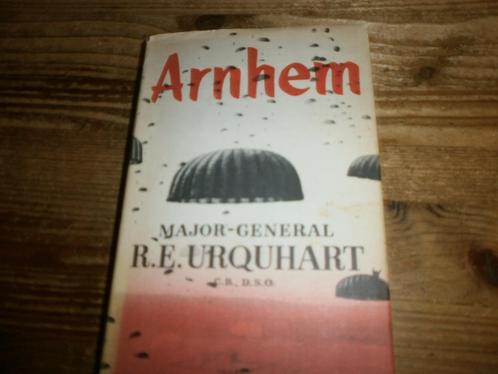 Arnhem
MAJOR-GENERAL
R.E. URQUHART
C.B., D.S.O.